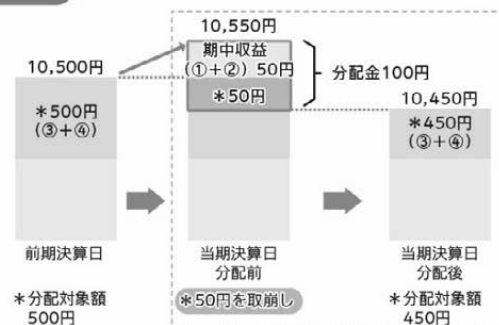 10,550円
期中収益
(①+②) 50円
*50円
分配金100円
10,500円
*500円
(③+④)
10,450円
*450円
(③+④)
前期決算日
当期決算日
分配前
当期決算日
分配後
*分配対象額
500円
*50円を取崩し
*分配対象額
450円